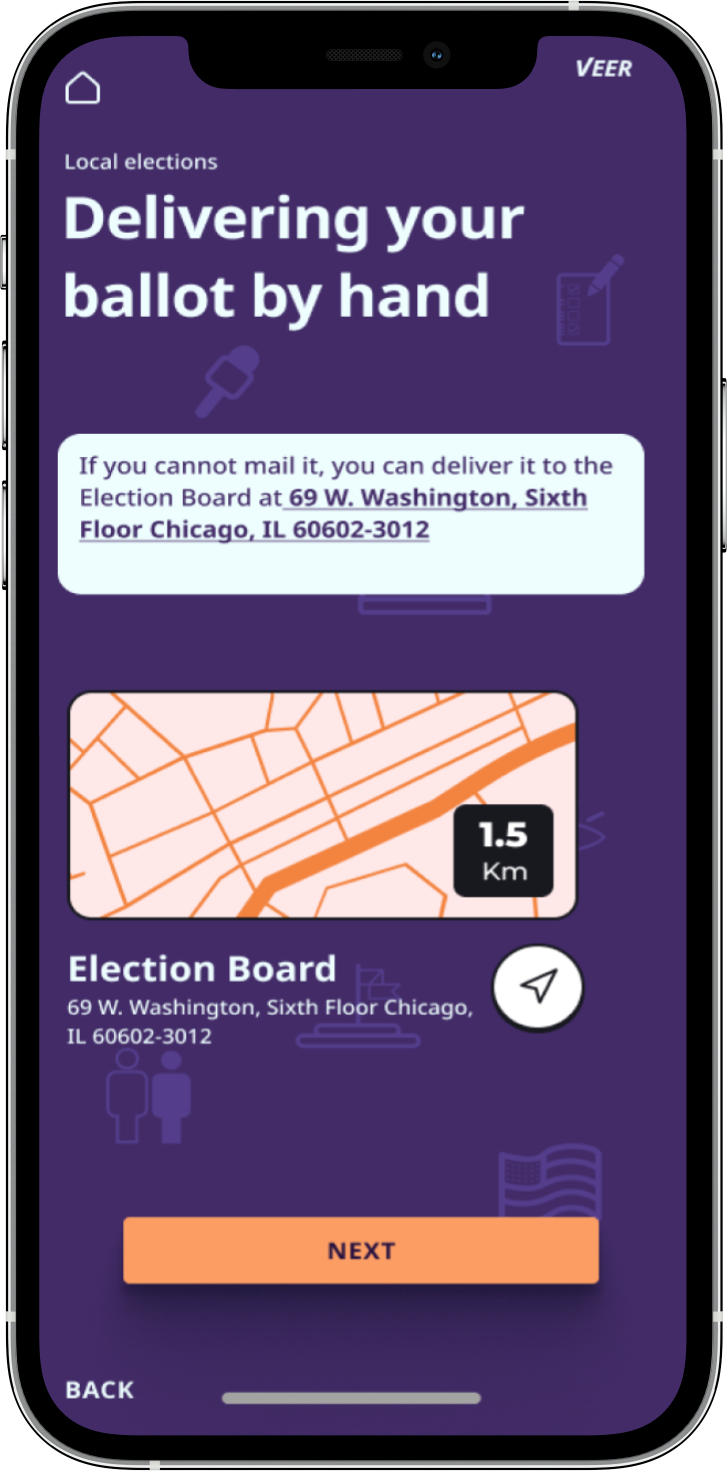 VEER
Local elections
Delivering your
ballot by hand
If you cannot mail it, you can deliver it to the
Election Board at 69 W. Washington, Sixth
Floor Chicago, IL 60602-3012
1.5
Km
Election Board
69 W. Washington, Sixth Floor Chicago,
IL 60602-3012
NEXT
BACK